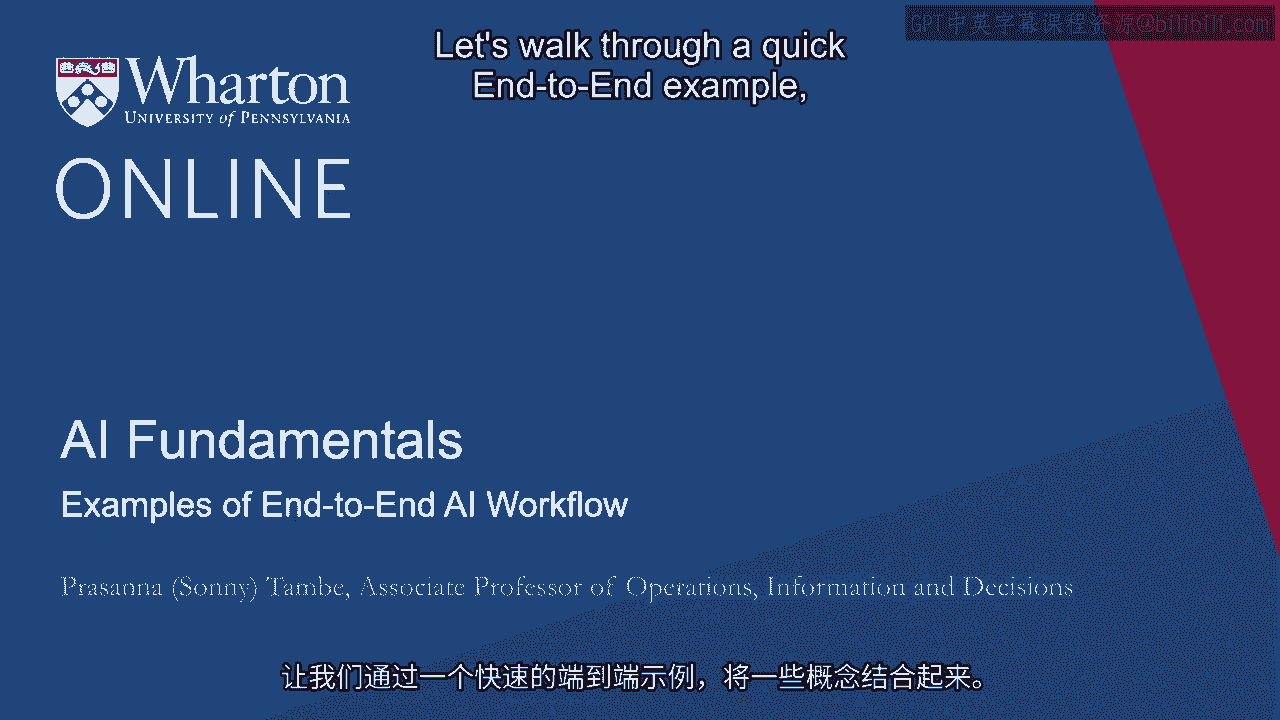 GPT中英字幕课程资源@bilibili.com
Let's walk through a quick
End-to-End example,
Wharton
UNIVERSITY of PENNSYLVANIA
ONLINE
AI Fundamentals
Examples of End-to-End AI Workflow
Prasanna (Sonny) Tambe, Associate Professor of Operations, Information and Decisions
让我们通过一个快速的端到端示例，将一些概念结合起来。